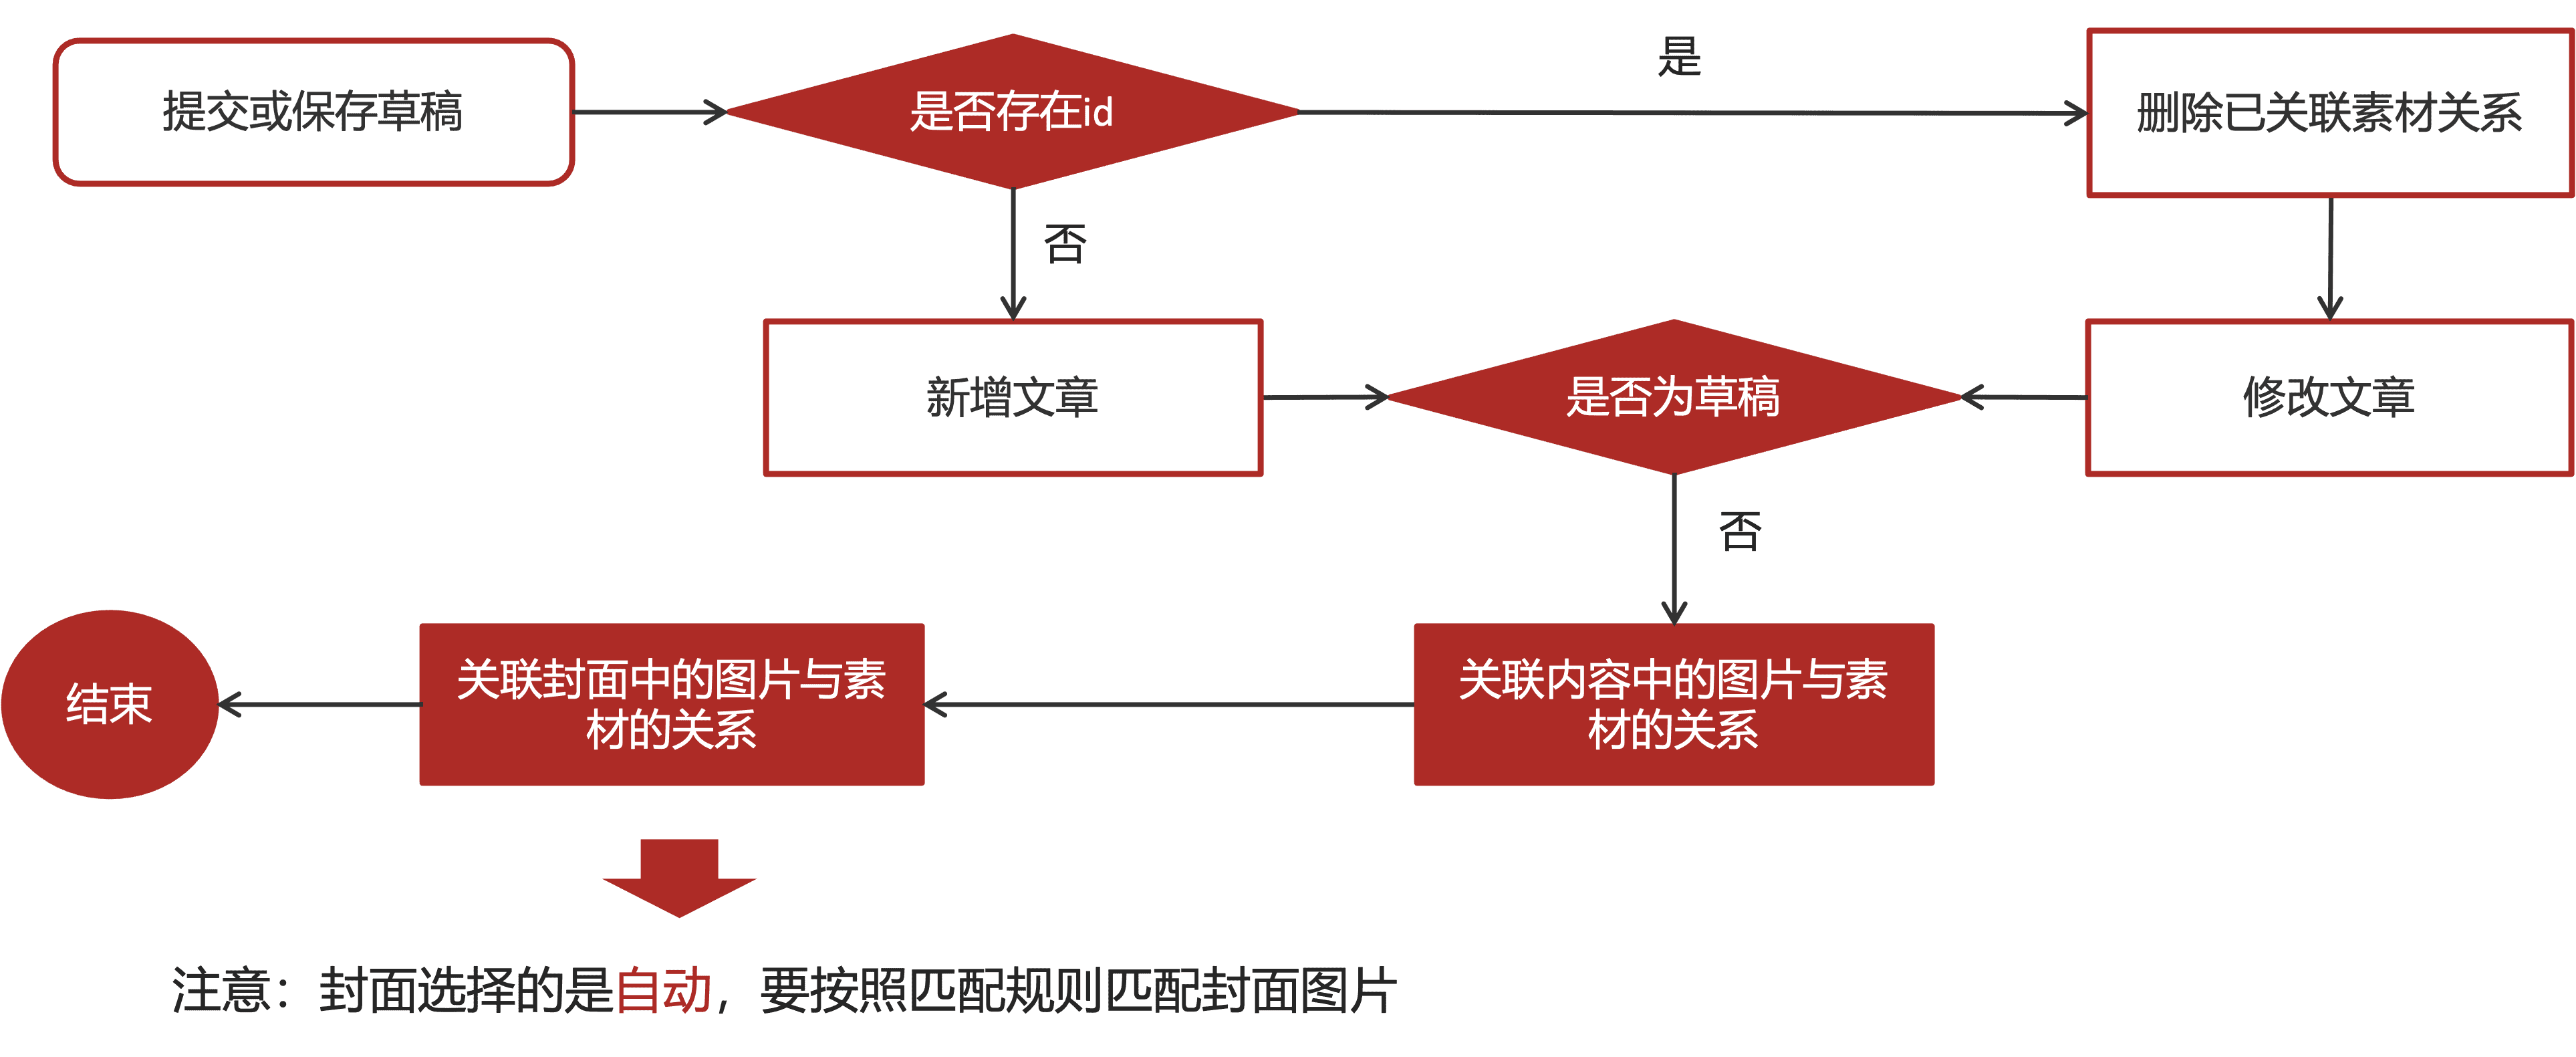 提交或保存草稿
是否存在id
是
删除已关联素材关系
否
新增文章
是否为草稿
修改文章
否
结束
关联封面中的图片与素
材的关系
关联内容中的图片与素
材的关系
注意：封面选择的是自动，要按照匹配规则匹配封面图片